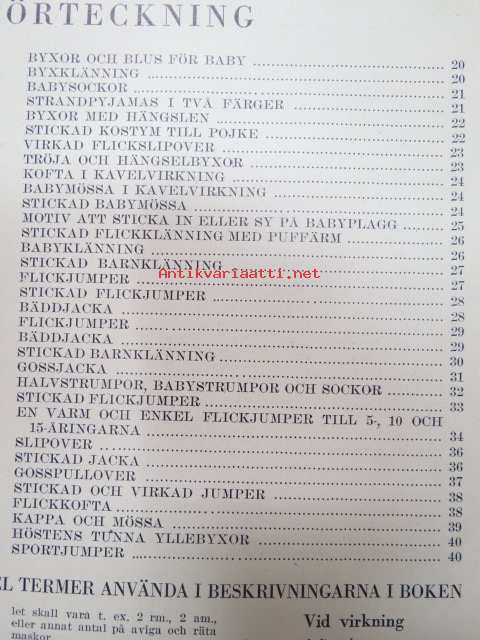 ÖRTECKNING
BYXOR OCH BLUS FÖR BABY 20
BYXKLÄNNING 20
BABYSOCKOR 21
STRANDPYJAMAS I TVÅ FÄRGER 21
BYXOR MED HÄNGSLEN 22
STICKAD KOSTYM TILL POJKE 22
VIRKAD FLICKSLIPOVER 23
TRÖJA OCH HÄNGSELBYXOR 23
KOFTA I KAVELVIRKNING 24
BABYMÖSSA I KAVELVIRKNING 24
STICKAD BABYMÖSSA 24
MOTIV ATT STICKA IN ELLER SY PÅ BABYPLAGG 25
STICKAD FLICKKLÄNNING MED PUFFÄRM 26
BABYKLÄNNING 26
STICKAD BARNKLÄNNING 27
Antikvariaatti.net
FLICKJUMPER 27
STICKAD FLICKJUMPER 28
BÄDDJACKA 28
FLICKJUMPER 29
BÄDDJACKA 29
STICKAD BARNKLÄNNING 30
GOSSJACKA 31
HALVSTRUMPOR, BABYSTRUMPOR OCH SOCKOR 32
STICKAD FLICKJUMPER 33
EN VARM OCH ENKEL FLICKJUMPER TILL 5-, 10 OCH
15-ÅRINGARNA 34
SLIPOVER 36
STICKAD JACKA 36
GOSSPULLOVER 37
STICKAD OCH VIRKAD JUMPER 38
FLICKKOFTA 38
KAPPA OCH MÖSSA 39
HÖSTENS TUNNA YLLEBYXOR 40
SPORTJUMPER 40
EL TERMER ANVÄNDA I BESKRIVNINGARNA I BOKEN
let skall vara t. ex. 2 rm., 2 am.,
eller annat antal på aviga och räta
maskor
Vid virkning